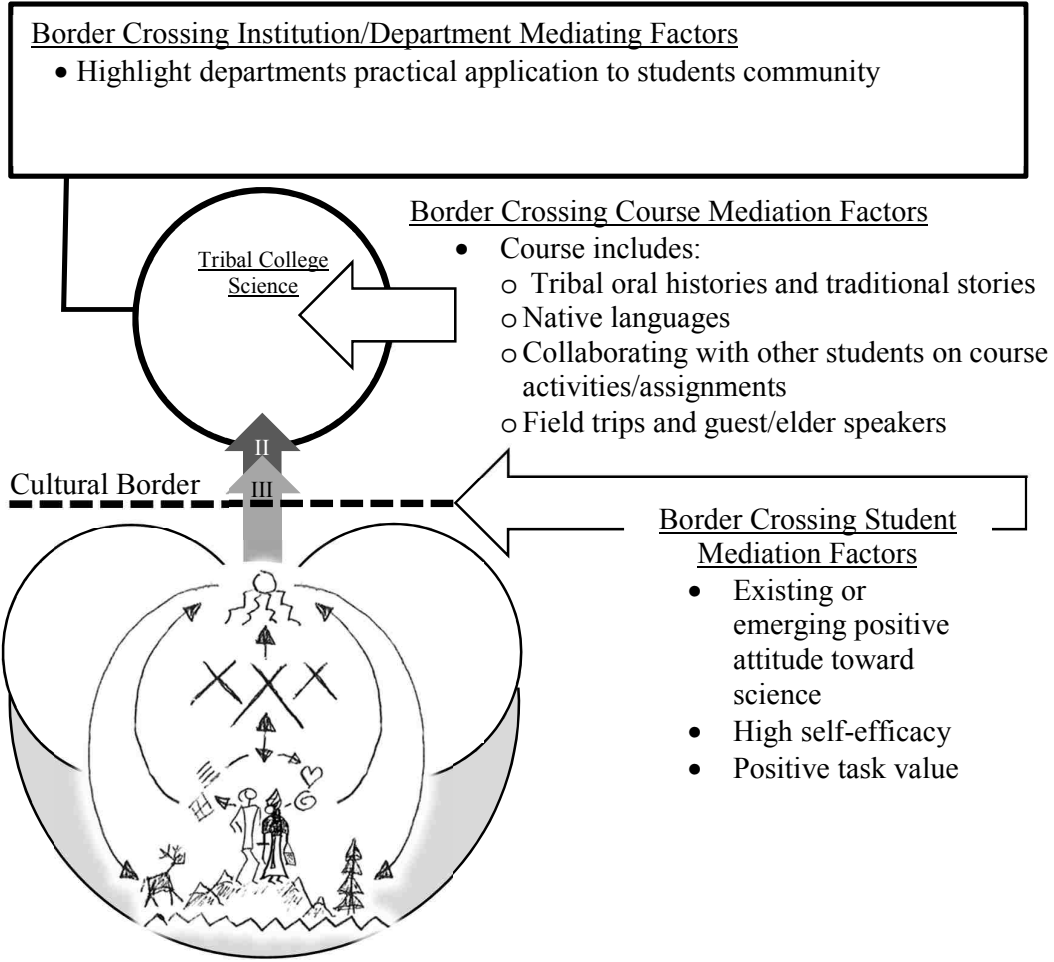 Border Crossing Institution/Department Mediating Factors
• Highlight departments practical application to students community
Tribal College
Science
Border Crossing Course Mediation Factors
• Course includes:
o Tribal oral histories and traditional stories
o Native languages
o Collaborating with other students on course
activities/assignments
o Field trips and guest/elder speakers
II
III
Cultural Border
Border Crossing Student
Mediation Factors
• Existing or
emerging positive
attitude toward
science
• High self-efficacy
• Positive task value